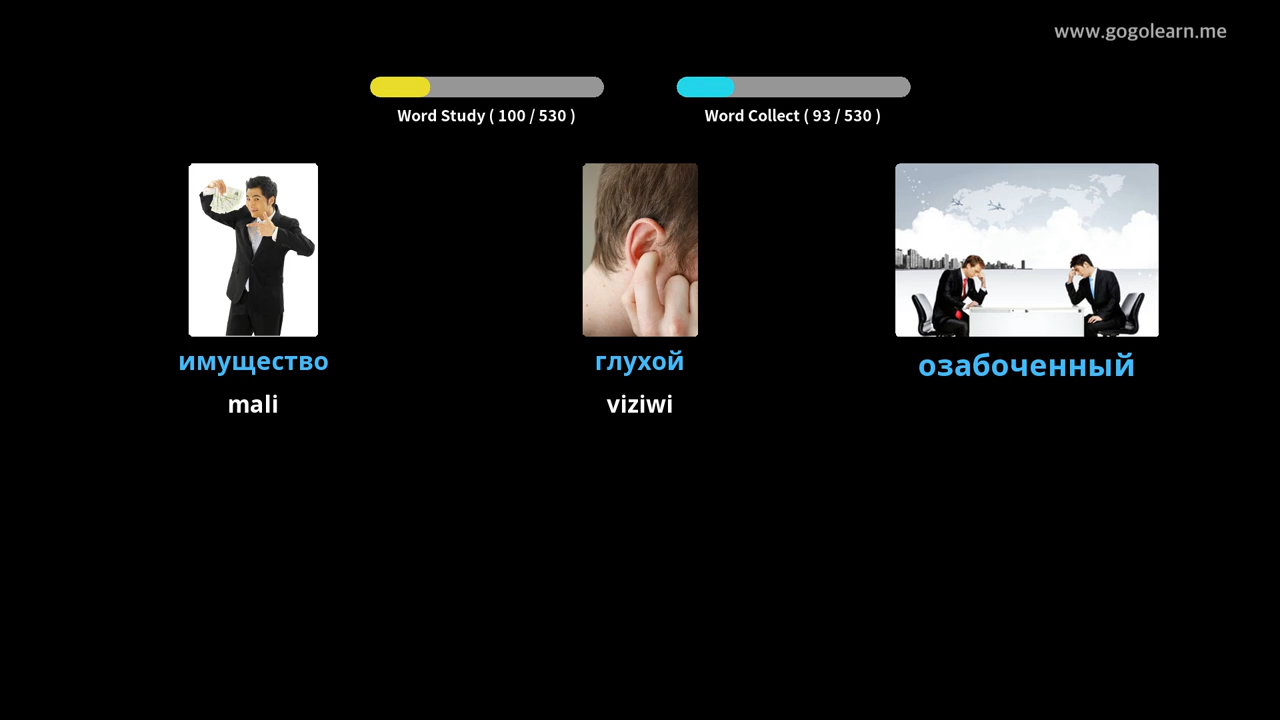 www.gogolearn.me
Word Study ( 100 / 530 )
Word Collect ( 93 / 530 )
имущество
mali
глухой
viziwi
озабоченный